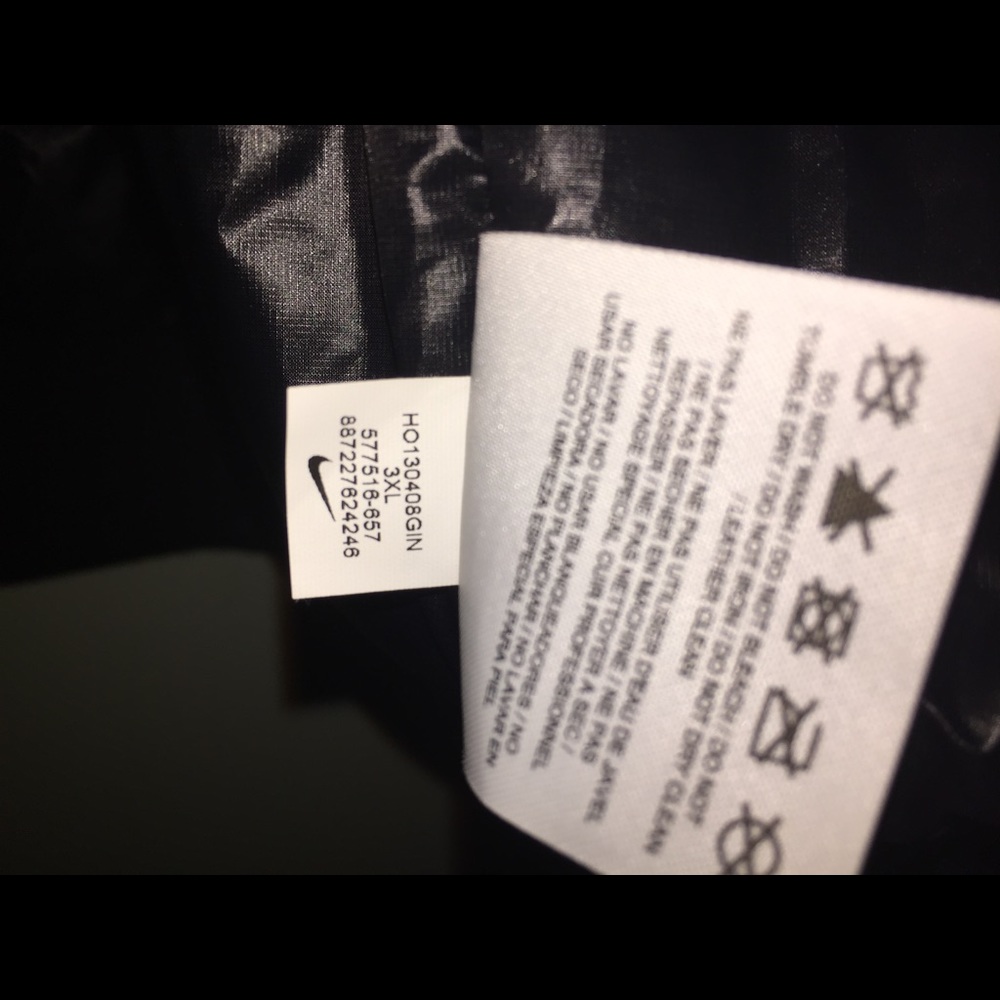 HO130408GIN
3XL
577516-657
887227624246
DO NOT WASH / DO NOT BLEACH / DO NOT
TUMBLE DRY / DO NOT IRON / DO NOT DRY CLEAN
/ LEATHER CLEAN
NE PAS LAVER / NE PAS UTILISER D'EAU DE JAVEL
/ NE PAS SECHER EN MACHINE / NE PAS
REPASSER / NE PAS NETTOYER A SEC /
NETTOYAGE SPECIAL CUIR PROFESSIONNEL
NO LAVAR / NO USAR BLANQUEADORES / NO
USAR SECADORA / NO PLANCHAR / NO LAVAR EN
SECO / LIMPIEZA ESPECIAL PARA PIEL